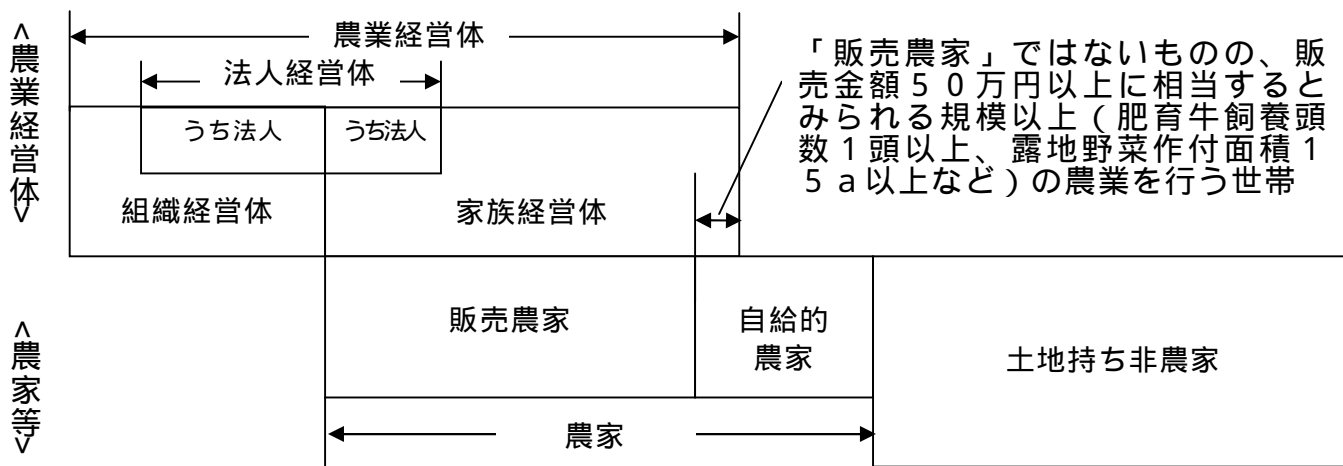 <農業経営体>
農業経営体
法人経営体
うち法人
うち法人
組織経営体
家族経営体
「販売農家」ではないものの、販
売金額５０万円以上に相当すると
みられる規模以上（肥育牛飼養頭
数１頭以上、露地野菜作付面積１
５ａ以上など）の農業を行う世帯
<農家等>
販売農家
自給的
農家
土地持ち非農家
農家